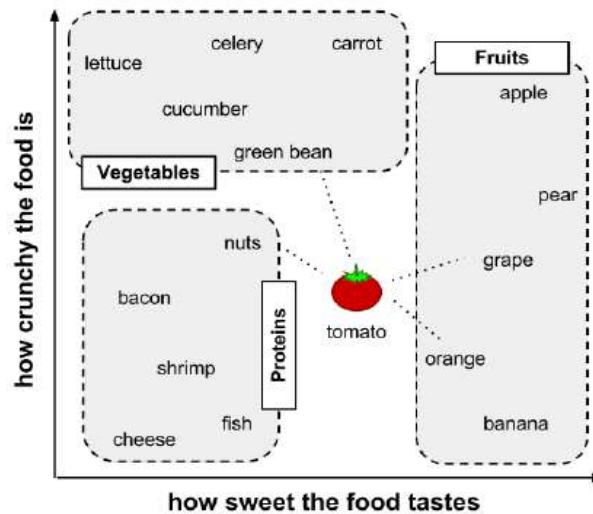 how crunchy the food is
lettuce
celery
carrot
cucumber
green bean
Vegetables
Fruits
apple
pear
grape
orange
banana
nuts
bacon
shrimp
fish
cheese
Proteins
tomato
how sweet the food tastes